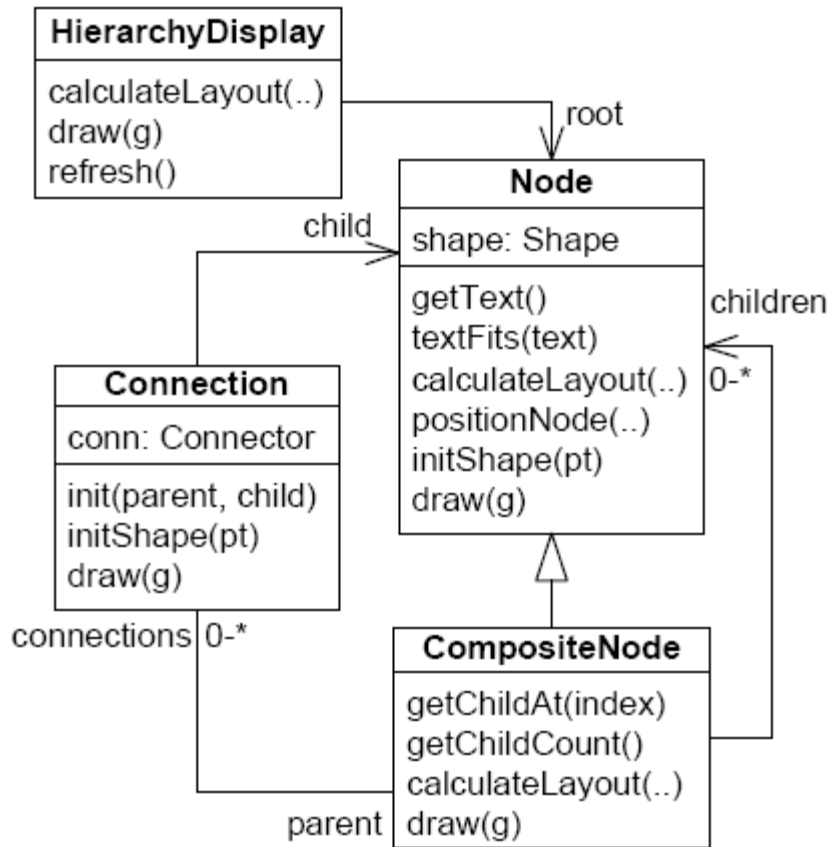 HierarchyDisplay
calculateLayout(..)
draw(g)
refresh()
root
Node
shape: Shape
getText()
textFits(text)
calculateLayout(..)
positionNode(..)
initShape(pt)
draw(g)
child
children
0-*
Connection
conn: Connector
init(parent, child)
initShape(pt)
draw(g)
connections 0-*
CompositeNode
getChildAt(index)
getChildCount()
calculateLayout(..)
draw(g)
parent